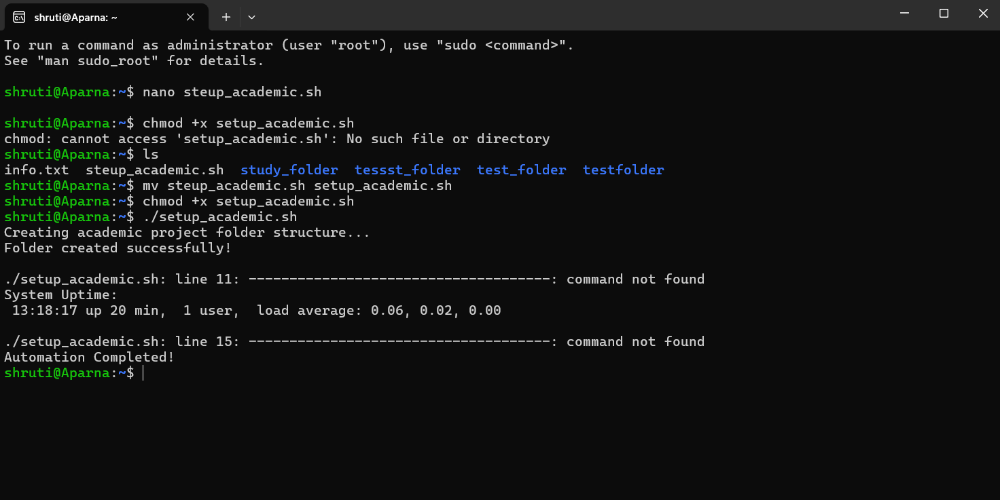 shruti@Aparna: ~
To run a command as administrator (user "root"), use "sudo <command>".
See "man sudo_root" for details.
shruti@Aparna:~$ nano steup_academic.sh
shruti@Aparna:~$ chmod +x setup_academic.sh
chmod: cannot access 'setup_academic.sh': No such file or directory
shruti@Aparna:~$ ls
info.txt  steup_academic.sh  study_folder  tessst_folder  test_folder  testfolder
shruti@Aparna:~$ mv steup_academic.sh setup_academic.sh
shruti@Aparna:~$ chmod +x setup_academic.sh
shruti@Aparna:~$ ./setup_academic.sh
Creating academic project folder structure...
Folder created successfully!
./setup_academic.sh: line 11: -------------------------------------: command not found
System Uptime:
 13:18:17 up 20 min,  1 user,  load average: 0.06, 0.02, 0.00
./setup_academic.sh: line 15: -------------------------------------: command not found
Automation Completed!
shruti@Aparna:~$